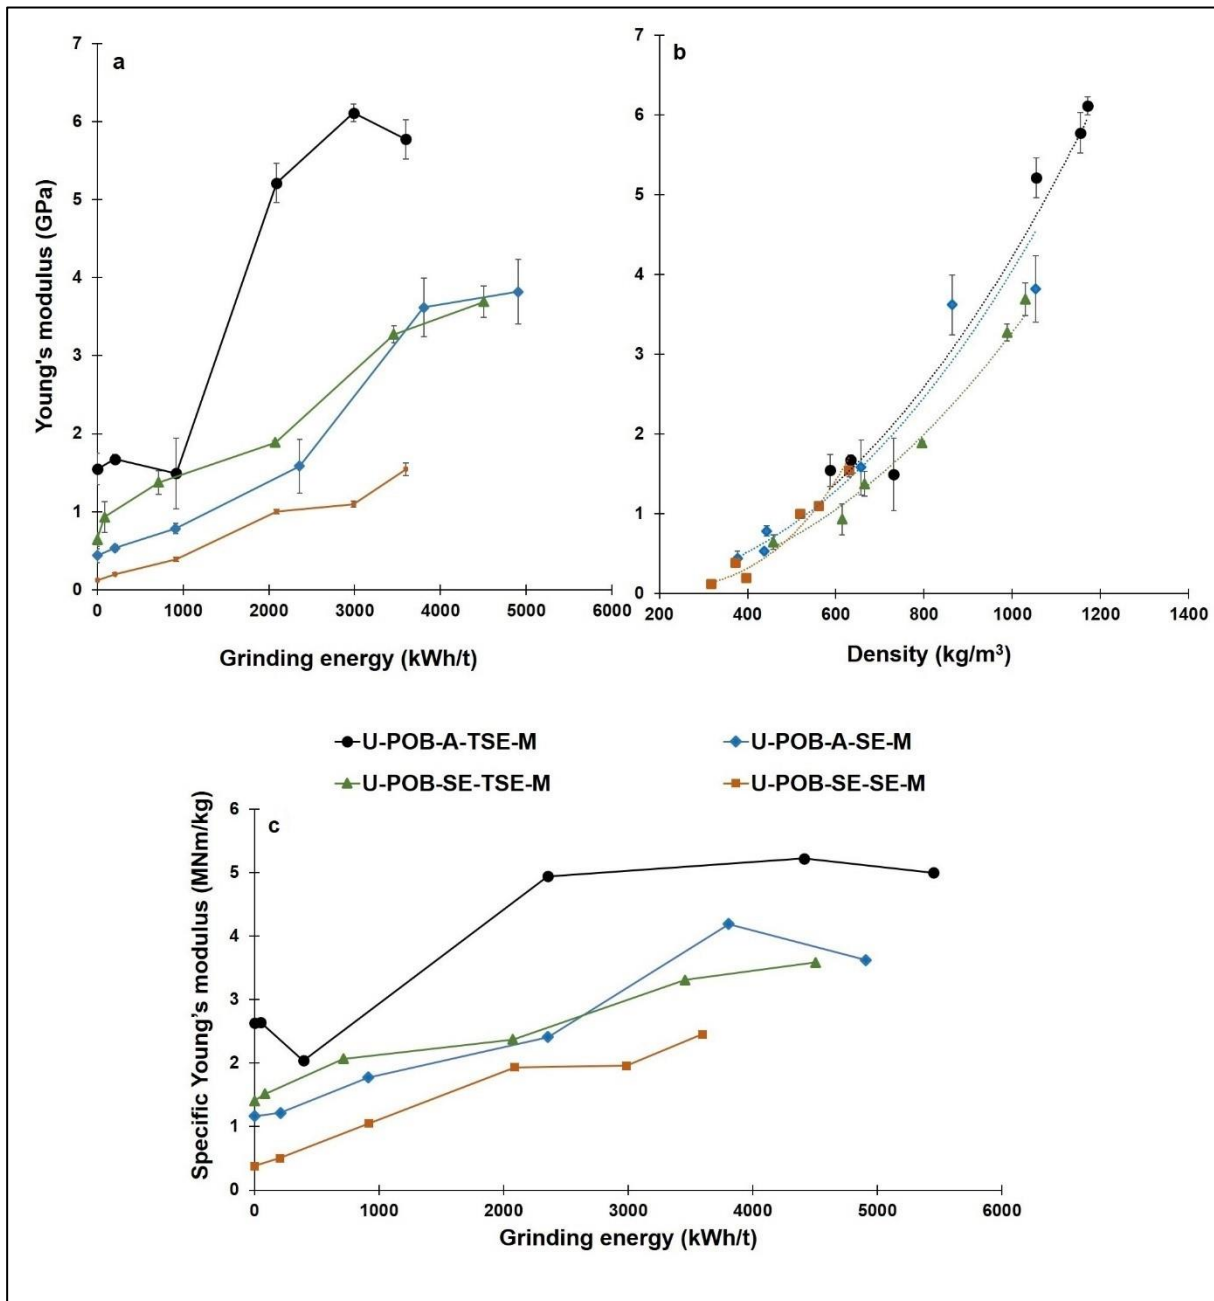 a
7
6
5
4
3
2
1
0
Young's modulus (GPa)
0 1000 2000 3000 4000 5000 6000
Grinding energy (kWh/t)
b
7
6
5
4
3
2
1
0
200 400 600 800 1000 1200 1400
Density (kg/m³)
U-POB-A-TSE-M U-POB-A-SE-M
U-POB-SE-TSE-M U-POB-SE-SE-M
c
6
5
4
3
2
1
0
Specific Young’s modulus (MNm/kg)
0 1000 2000 3000 4000 5000 6000
Grinding energy (kWh/t)